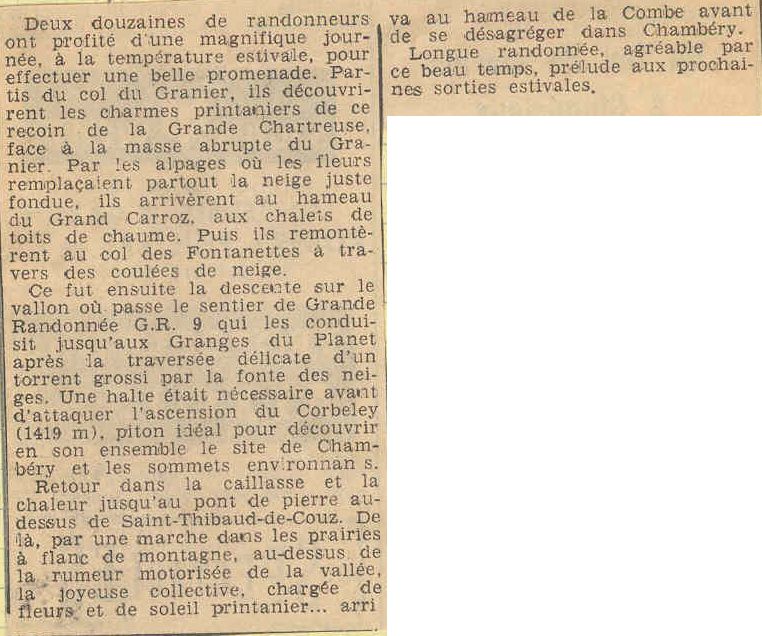 Deux douzaines de randonneurs
ont profité d'une magnifique jour-
née, à la température estivale, pour
effectuer une belle promenade. Par-
tis du col du Granier, ils découvri-
rent les charmes printaniers de ce
recoin de la Grande Chartreuse,
face à la masse abrupte du Gra-
nier. Par les alpages où les fleurs
remplaçaient partout la neige juste
fondue, ils arrivèrent au hameau
du Grand Carroz, aux chalets de
toits de chaume. Puis ils remontè-
rent au col des Fontanettes à tra-
vers des coulées de neige.
Ce fut ensuite la descente sur le
vallon où passe le sentier de Grande
Randonnée G.R. 9 qui les condui-
sit jusqu'aux Granges du Planet
après la traversée délicate d'un
torrent grossi par la fonte des nei-
ges. Une halte était nécessaire avant
d'attaquer l'ascension du Corbeley
(1419 m), piton idéal pour découvrir
en son ensemble le site de Cham-
béry et les sommets environnan s.
Retour dans la caillasse et la
chaleur jusqu'au pont de pierre au-
dessus de Saint-Thibaud-de-Couz. De
là, par une marche dans les prairies
à flanc de montagne, au-dessus de
la rumeur motorisée de la vallée,
la joyeuse collective, chargée de
fleurs et de soleil printanier... arri
va au hameau de la Combe avant
de se désagréger dans Chambéry.
Longue randonnée, agréable par
ce beau temps, prélude aux prochai-
nes sorties estivales.